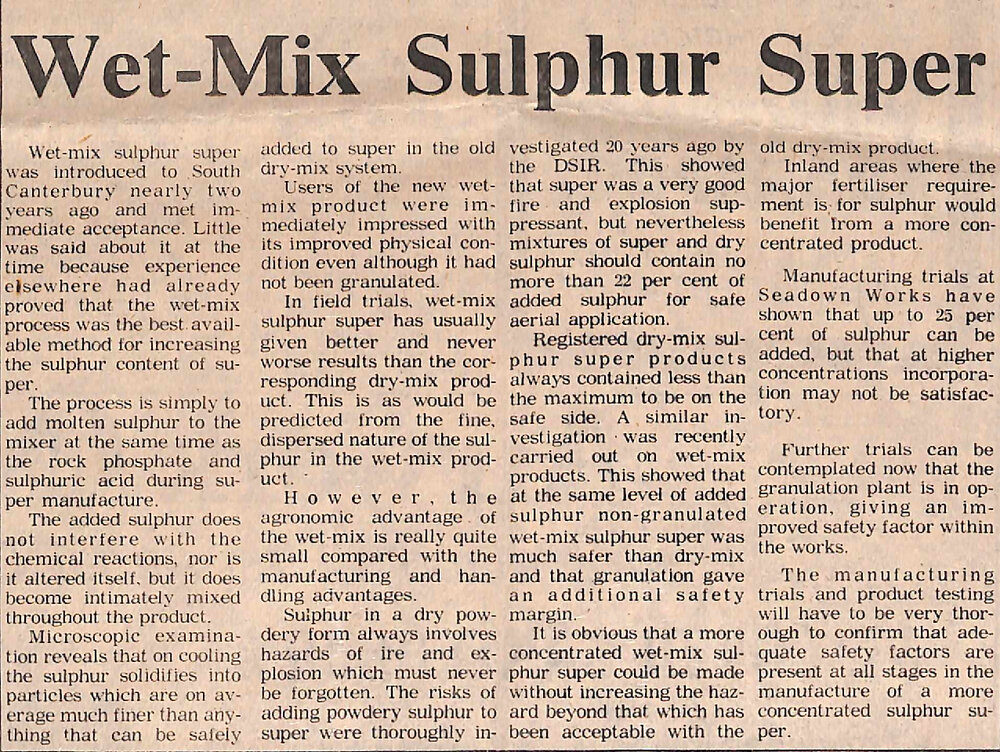 Wet-Mix Sulphur Super
Wet-mix sulphur super
was introduced to South
Canterbury nearly two
years ago and met im-
mediate acceptance. Little
was said about it at the
time because experience
elsewhere had already
proved that the wet-mix
process was the best avail-
able method for increasing
the sulphur content of su-
per.
The process is simply to
add molten sulphur to the
mixer at the same time as
the rock phosphate and
sulphuric acid during su-
per manufacture.
The added sulphur does
not interfere with the
chemical reactions, nor is
it altered itself, but it does
become intimately mixed
throughout the product.
Microscopic examina-
tion reveals that on cooling
the sulphur solidifies into
particles which are on av-
erage much finer than any-
thing that can be safely
added to super in the old
dry-mix system.
Users of the new wet-
mix product were im-
mediately impressed with
its improved physical con-
dition even although it had
not been granulated.
In field trials, wet-mix
sulphur super has usually
given better and never
worse results than the cor-
responding dry-mix prod-
uct. This is as would be
predicted from the fine,
dispersed nature of the sul-
phur in the wet-mix prod-
uct.
However, the
agronomic advantage of
the wet-mix is really quite
small compared with the
manufacturing and han-
dling advantages.
Sulphur in a dry pow-
dery form always involves
hazards of ire and ex-
plosion which must never
be forgotten. The risks of
adding powdery sulphur to
super were thoroughly in-
vestigated 20 years ago by
the DSIR. This showed
that super was a very good
fire and explosion sup-
pressant, but nevertheless
mixtures of super and dry
sulphur should contain no
more than 22 per cent of
added sulphur for safe
aerial application.
Registered dry-mix sul-
phur super products
always contained less than
the maximum to be on the
safe side. A similar in-
vestigation was recently
carried out on wet-mix
products. This showed that
at the same level of added
sulphur non-granulated
wet-mix sulphur super was
much safer than dry-mix
and that granulation gave
an additional safety
margin.
It is obvious that a more
concentrated wet-mix sul-
phur super could be made
without increasing the haz-
ard beyond that which has
been acceptable with the
old dry-mix product.
Inland areas where the
major fertiliser require-
ment is for sulphur would
benefit from a more con-
centrated product.
Manufacturing trials at
Seadown Works have
shown that up to 25 per
cent of sulphur can be
added, but that at higher
concentrations incorpora-
tion may not be satisfac-
tory.
Further trials can be
contemplated now that the
granulation plant is in op-
eration, giving an im-
proved safety factor within
the works.
The manufacturing
trials and product testing
will have to be very thor-
ough to confirm that ade-
quate safety factors are
present at all stages in the
manufacture of a more
concentrated sulphur su-
per.